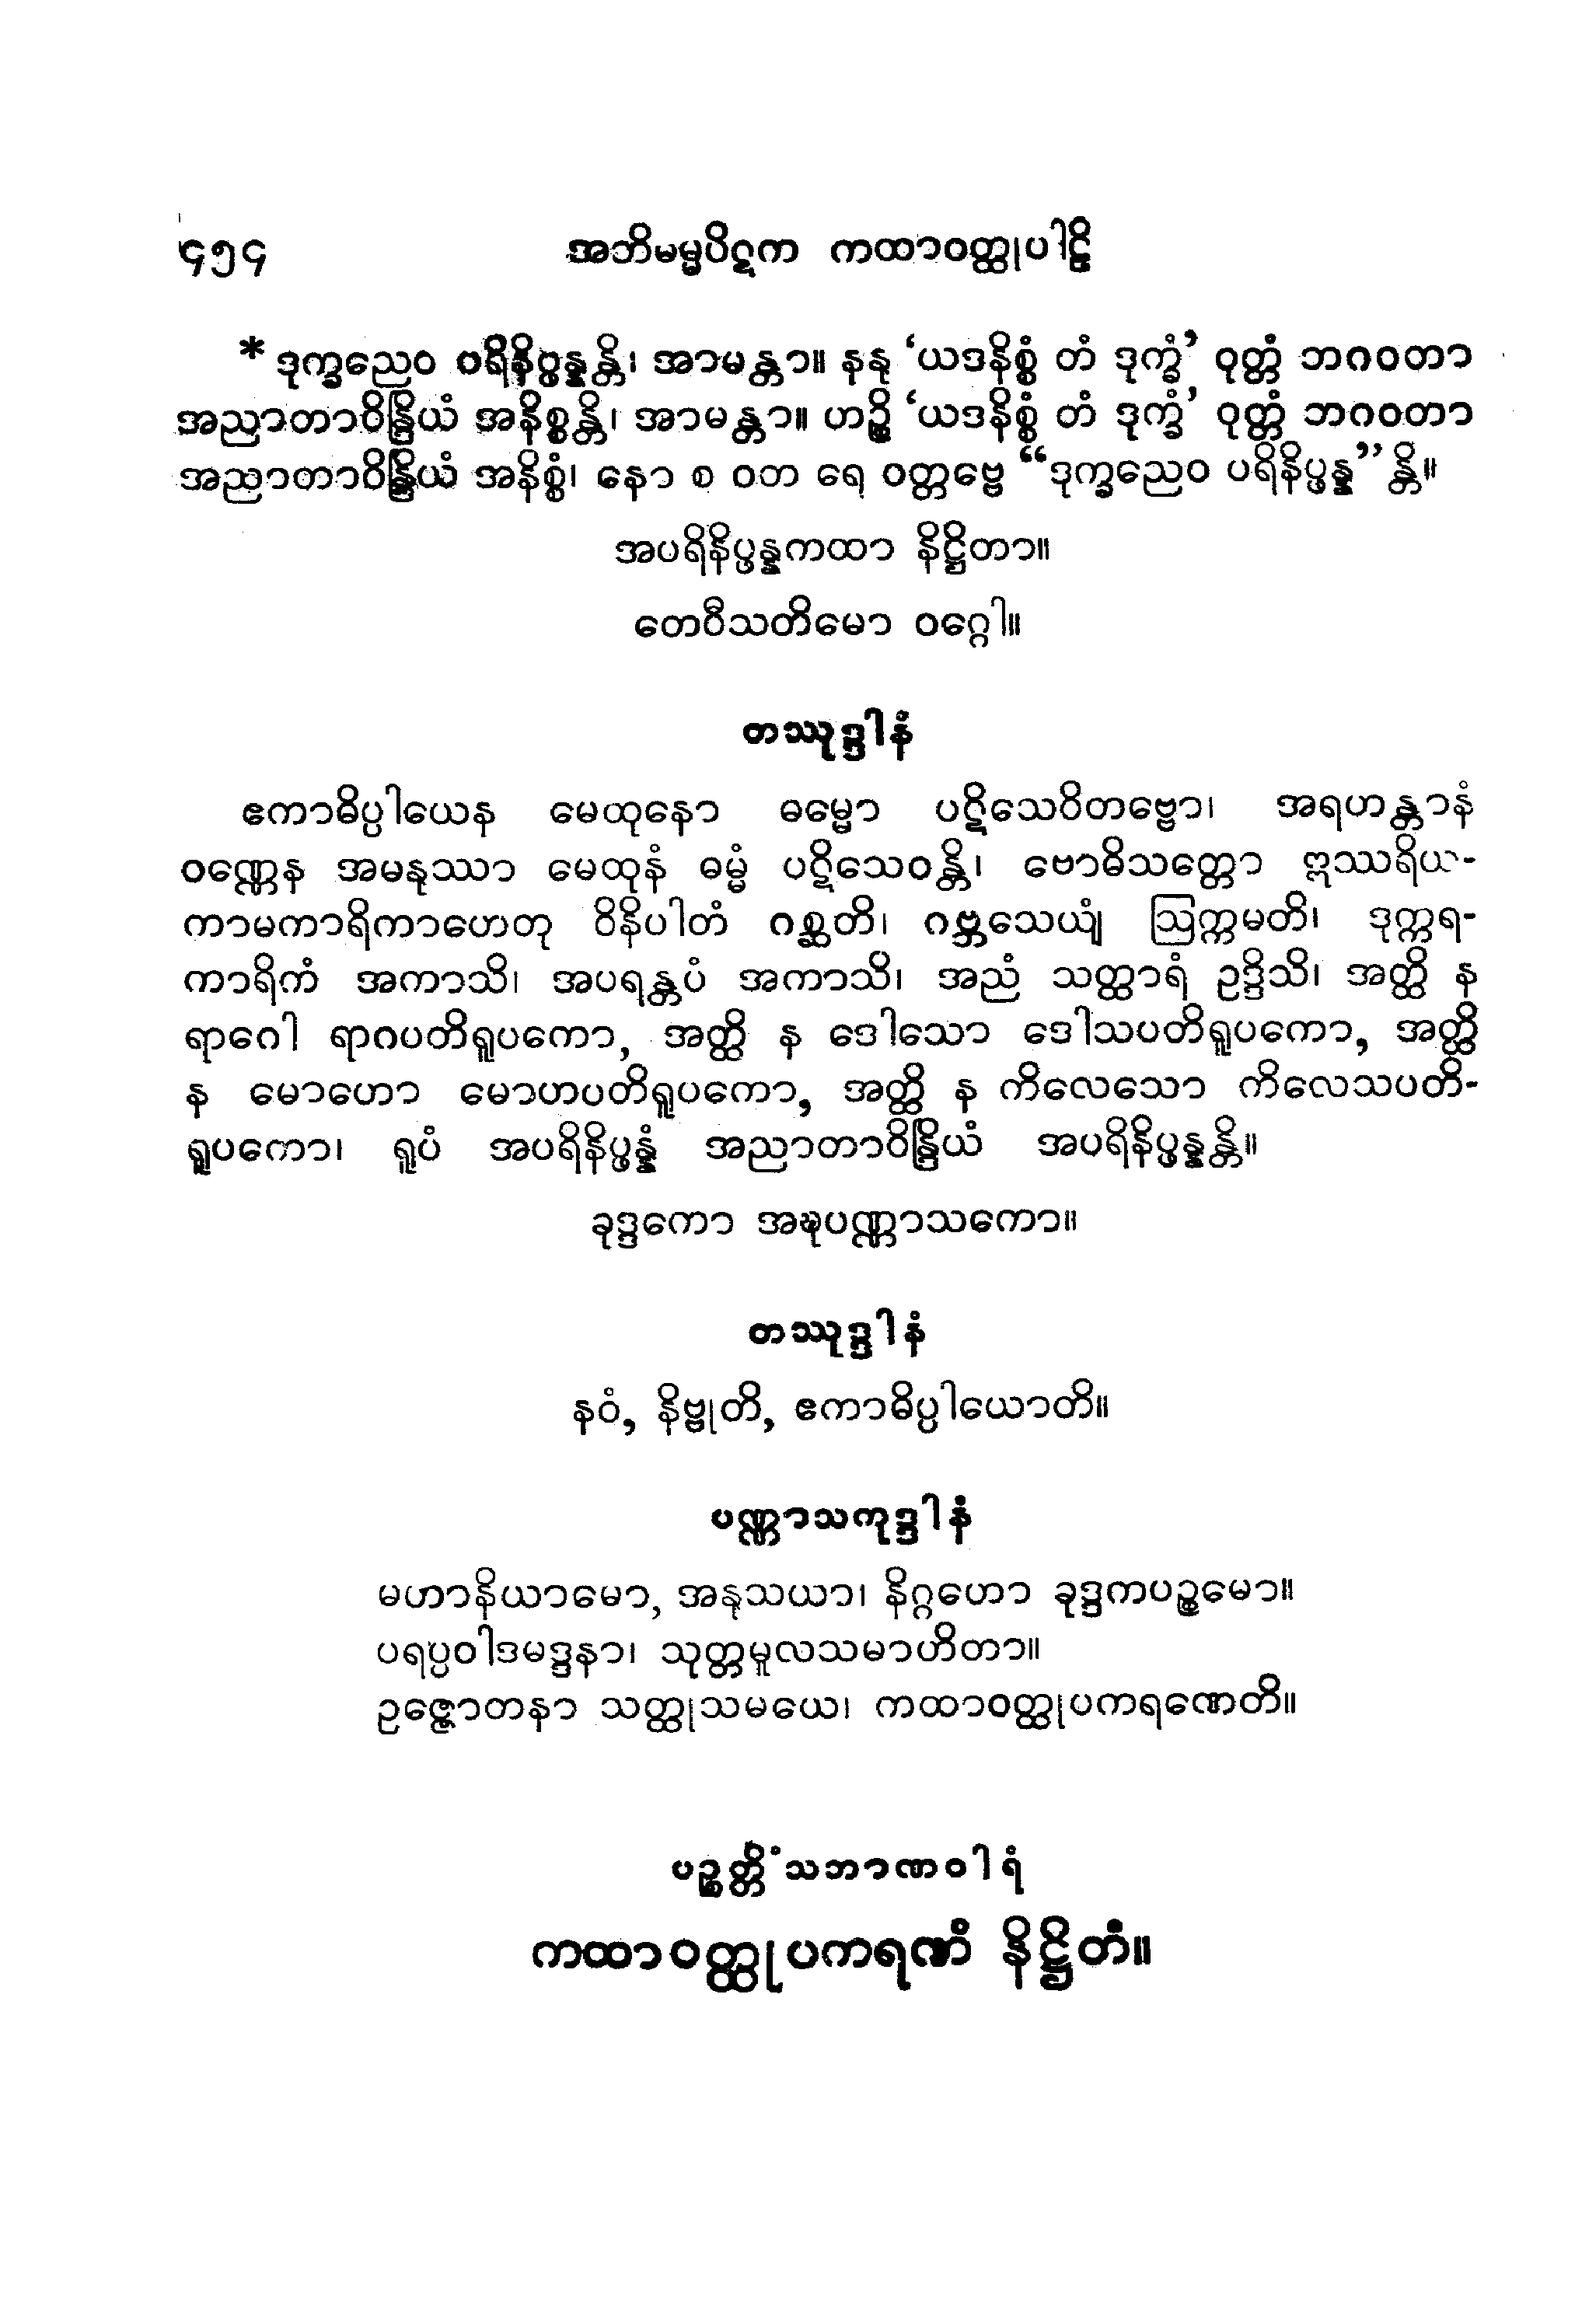 ၄၅၄ အဘိဓမ္မပိဋက ကထာဝတ္ထုပါဠိ
* ဒုက္ခညေဝ ပရိနိပ္ဖန္နန္တိ၊ အာမန္တာ။ နနု ‘ယဒနိစ္စံ တံ ဒုက္ခံ’ ဝုတ္တံ ဘဂဝတာ
အညာတာဝိန္ဒြိယံ အနိစ္စန္တိ၊ အာမန္တာ။ ဟဉ္စိ ‘ယဒနိစ္စံ တံ ဒုက္ခံ’ ဝုတ္တံ ဘဂဝတာ
အညာတာဝိန္ဒြိယံ အနိစ္စံ၊ နော စ ဝတ ရေ ဝတ္တဗ္ဗေ “ဒုက္ခညေဝ ပရိနိပ္ဖန္န” န္တိ။
အပရိနိပ္ဖန္နကထာ နိဋ္ဌိတာ။
တေဝီသတိမော ဝဂ္ဂေါ။
တဿုဒ္ဒါနံ
ဧကာဓိပ္ပါယေန မေထုနော ဓမ္မော ပဋိသေဝိတဗ္ဗော၊ အရဟန္တာနံ
ဝဏ္ဏေန အမနုဿာ မေထုနံ ဓမ္မံ ပဋိသေဝန္တိ၊ ဗောဓိသတ္တော ဣဿရိယ-
ကာမကာရိကာဟေတု ဝိနိပါတံ ဂစ္ဆတိ၊ ဂဗ္ဘသေယျံ ဩက္ကမတိ၊ ဒုက္ကရ-
ကာရိကံ အကာသိ၊ အပရန္တပံ အကာသိ၊ အညံ သတ္ထာရံ ဥဒ္ဒိသိ၊ အတ္ထိ န
ရာဂေါ ရာဂပတိရူပကော, အတ္ထိ န ဒေါသော ဒေါသပတိရူပကော, အတ္ထိ
န မောဟော မောဟပတိရူပကော, အတ္ထိ န ကိလေသော ကိလေသပတိ-
ရူပကော၊ ရူပံ အပရိနိပ္ဖန္နံ အညာတာဝိန္ဒြိယံ အပရိနိပ္ဖန္နန္တိ။
ခုဒ္ဒကော အဍ္ဎပဏ္ဏာသကော။
တဿုဒ္ဒါနံ
နဝံ, နိဗ္ဗုတိ, ဧကာဓိပ္ပါယောတိ။
ပဏ္ဏာသကုဒ္ဒါနံ
မဟာနိယာမော, အနုသယာ၊ နိဂ္ဂဟော ခုဒ္ဒကပဉ္စမော။
ပရပ္ပဝါဒမဒ္ဒနာ၊ သုတ္တမူလသမာဟိတာ။
ဥဇ္ဇောတနာ သတ္ထုသမယေ၊ ကထာဝတ္ထုပကရဏေတိ။
ပဉ္စတ္တိံသဘာဏဝါရံ
ကထာဝတ္ထုပကရဏံ နိဋ္ဌိတံ။